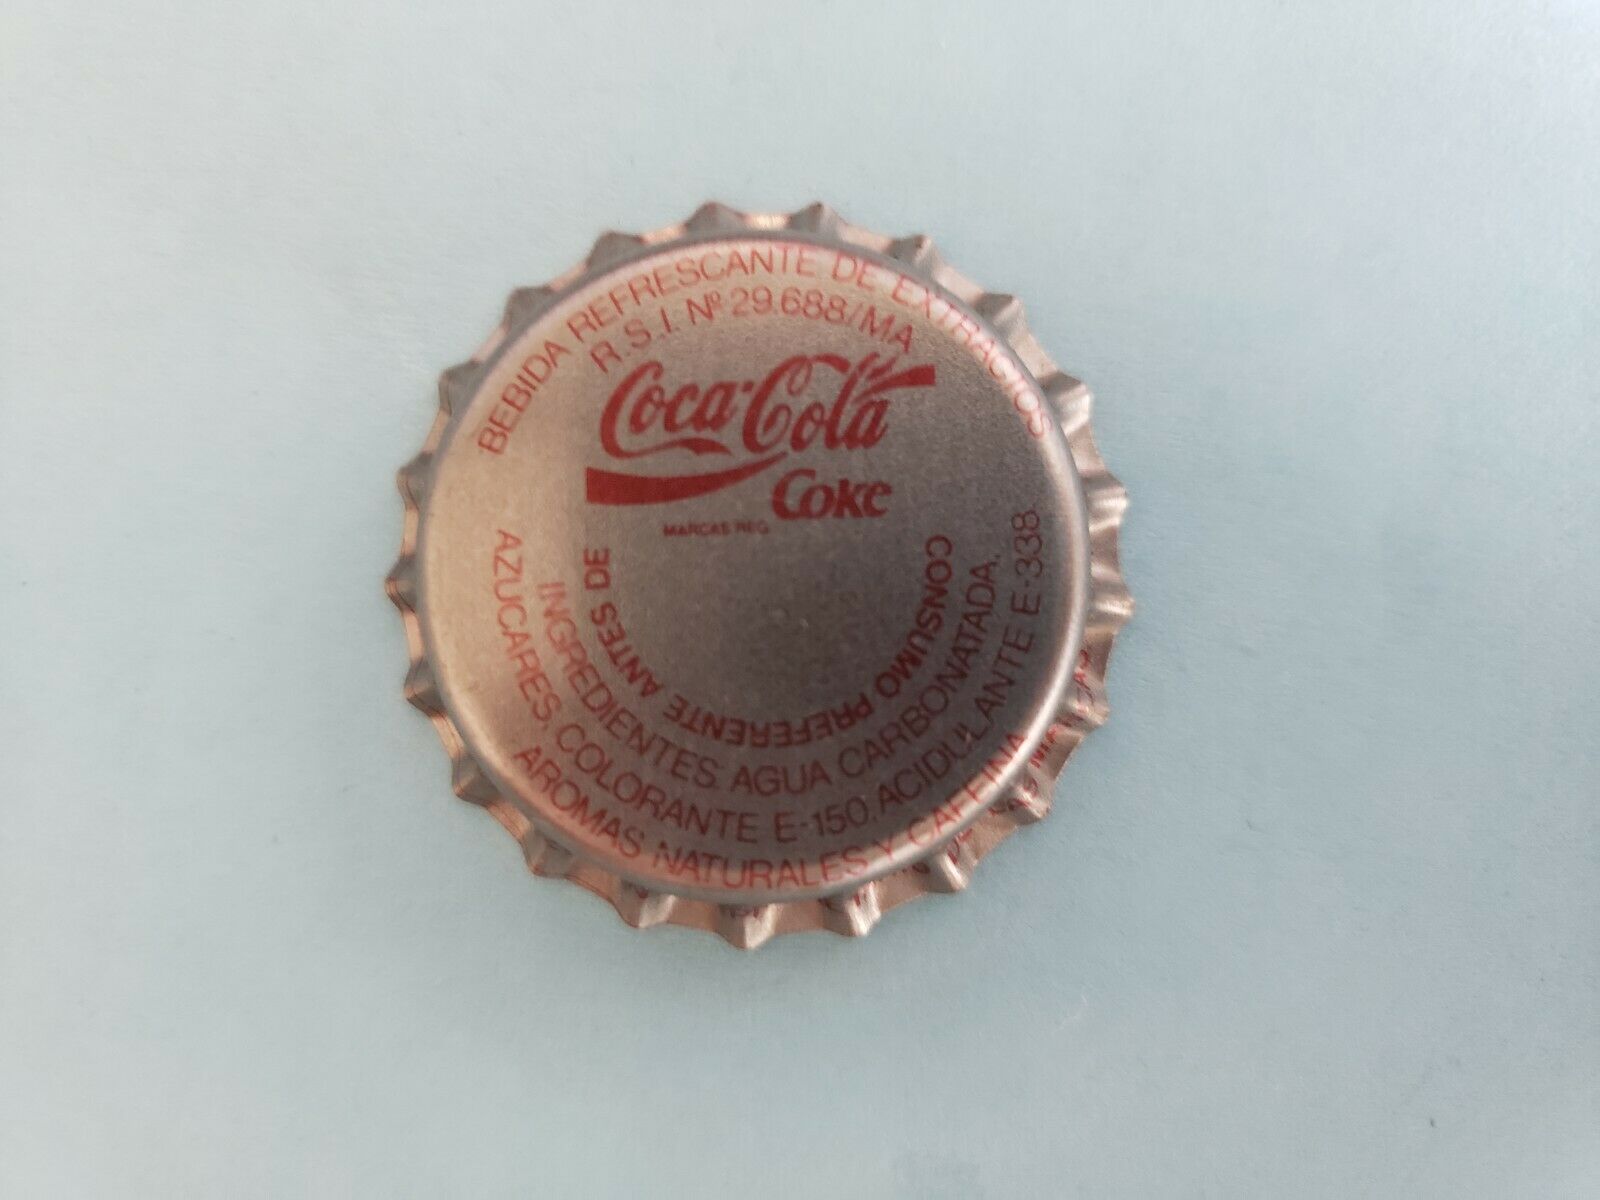 BEBIDA REFRESCANTE DE EXTRACTOS
R.S.I. Nº 29.688/MA
Coca-Cola
Coke
MARCAS REG.
CONSUMO PREFERENTE ANTES DE
INGREDIENTES: AGUA CARBONATADA.
AZUCARES, COLORANTE E-150, ACIDULANTE E-338.
AROMAS NATURALES Y CAFFINA